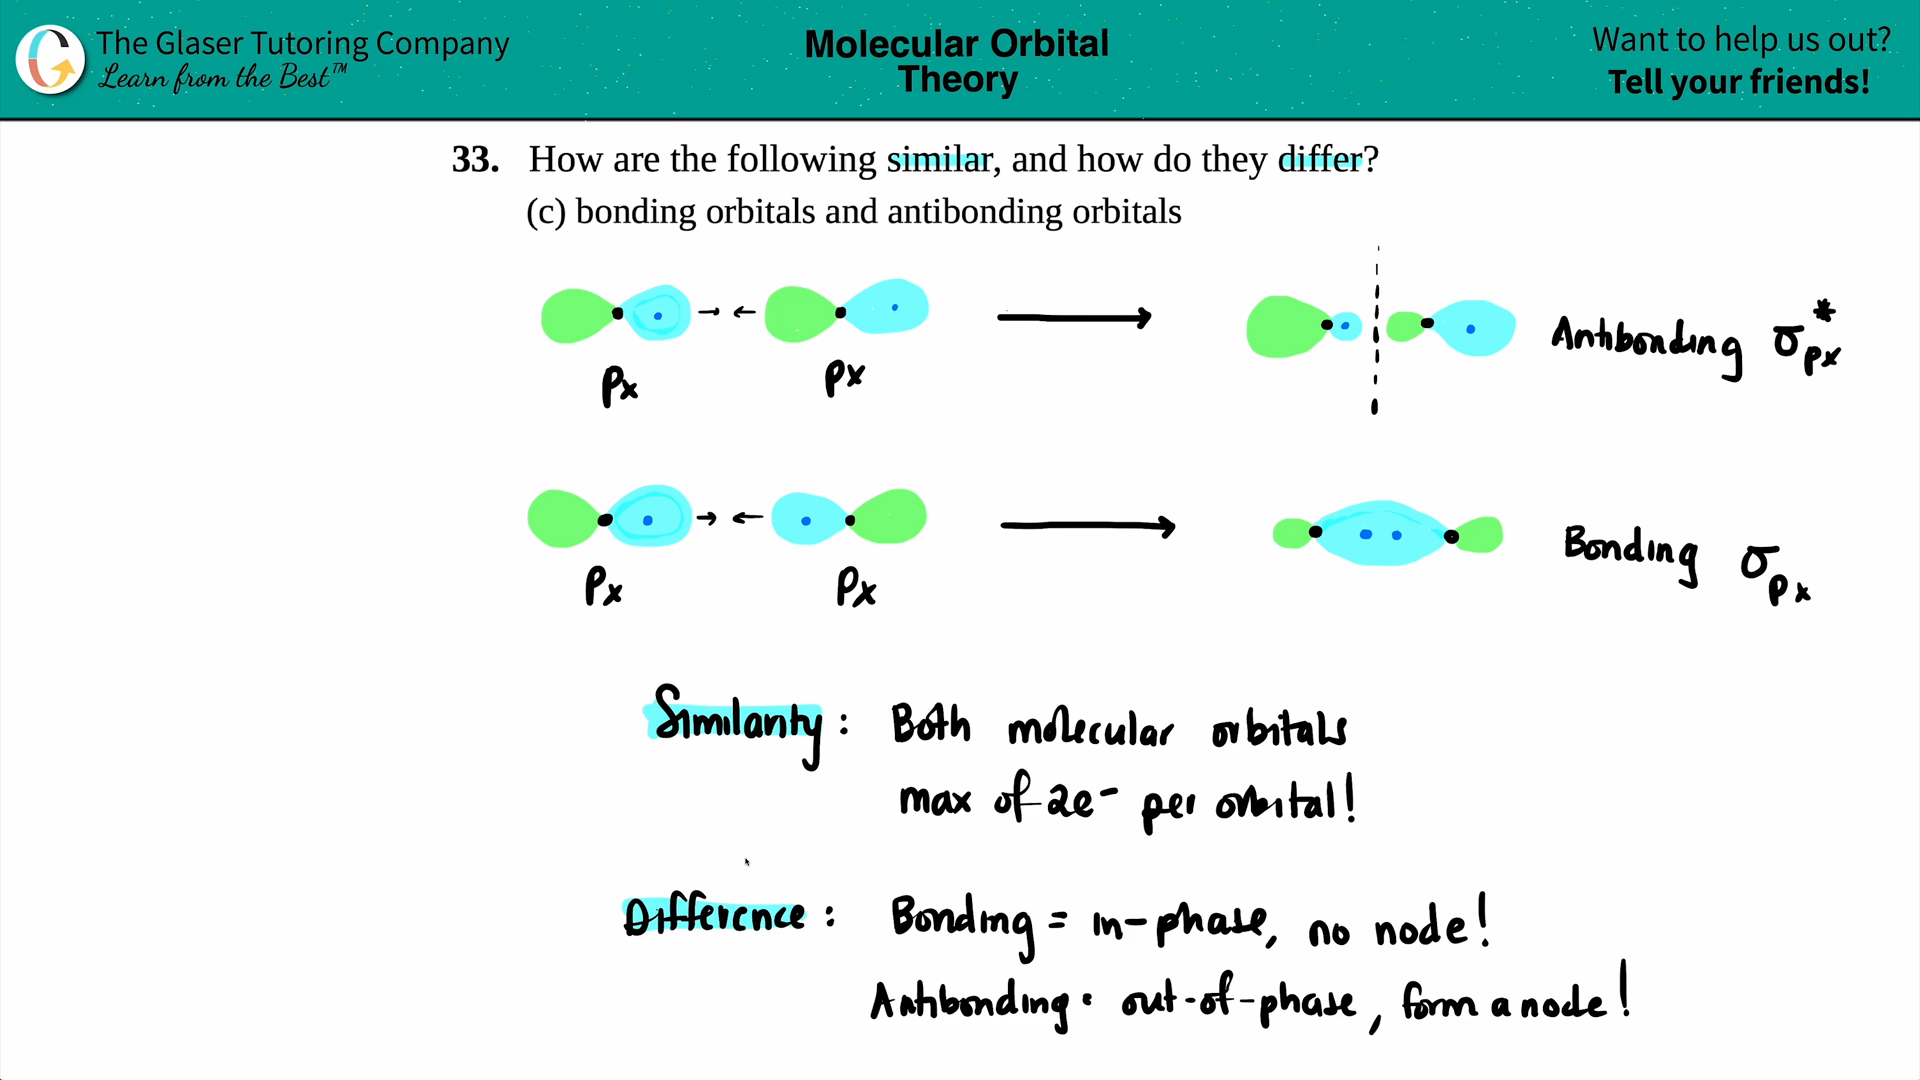 The Glaser Tutoring Company
Learn from the Best™
Molecular Orbital
Theory
Want to help us out?
Tell your friends!
33. How are the following similar, and how do they differ?
(c) bonding orbitals and antibonding orbitals
Px
Px
Antibonding σ*px
Px
Px
Bonding σpx
Similarity: Both molecular orbitals
max of 2e⁻ per orbital!
Difference: Bonding = in-phase, no node!
Antibonding: out-of-phase, form a node!